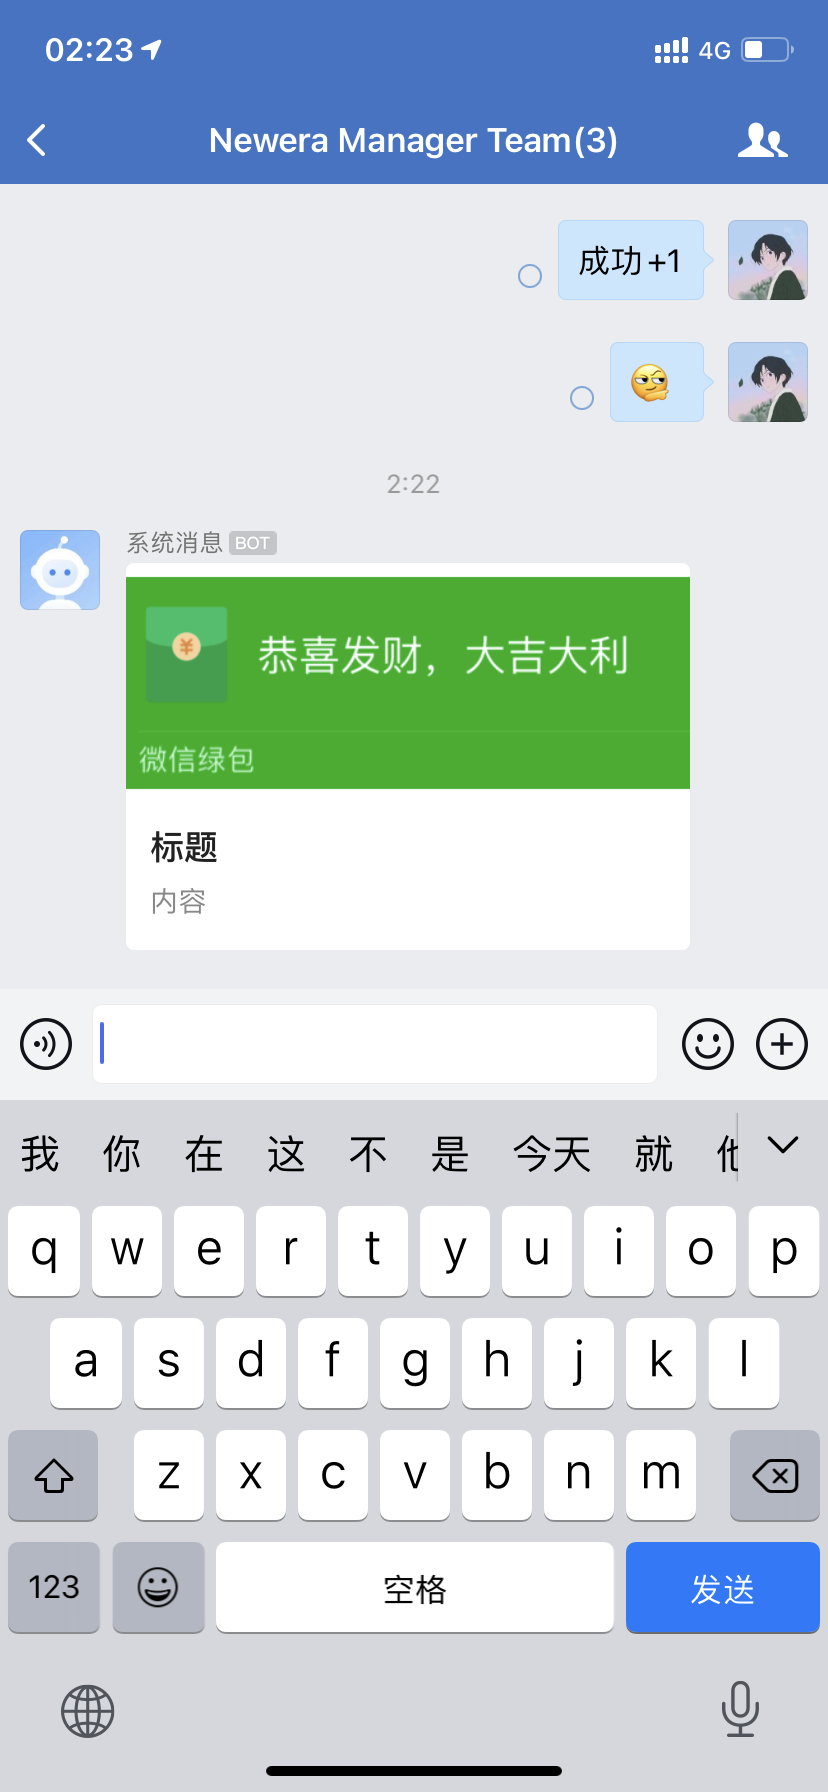 02:23
4G
Newera Manager Team(3)
成功+1
2:22
系统消息 BOT
恭喜发财，大吉大利
微信绿包
标题
内容
我 你 在 这 不 是 今天 就
q w e r t y u i o p
a s d f g h j k l
z x c v b n m
123 空格 发送